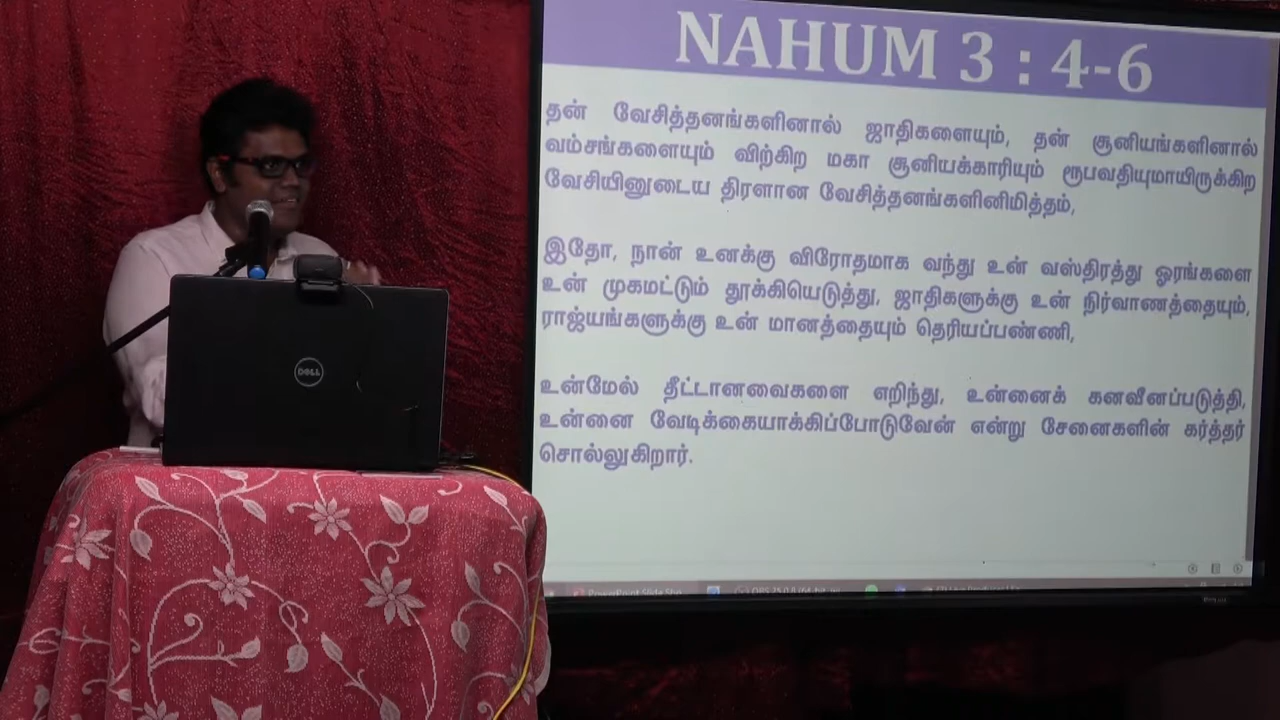 NAHUM 3 : 4-6
தன் வேசித்தனங்களினால் ஜாதிகளையும், தன் சூனியங்களினால்
வம்சங்களையும் விற்கிற மகா சூனியக்காரியும் ரூபவதியுமாயிருக்கிற
வேசியினுடைய திரளான வேசித்தனங்களினிமித்தம்,
இதோ, நான் உனக்கு விரோதமாக வந்து உன் வஸ்திரத்து ஓரங்களை
உன் முகமட்டும் தூக்கியெடுத்து, ஜாதிகளுக்கு உன் நிர்வாணத்தையும்,
ராஜ்யங்களுக்கு உன் மானத்தையும் தெரியப்பண்ணி,
உன்மேல் தீட்டானவைகளை எறிந்து, உன்னைக் கனவீனப்படுத்தி,
உன்னை வேடிக்கையாக்கிப்போடுவேன் என்று சேனைகளின் கர்த்தர்
சொல்லுகிறார்.
DELL